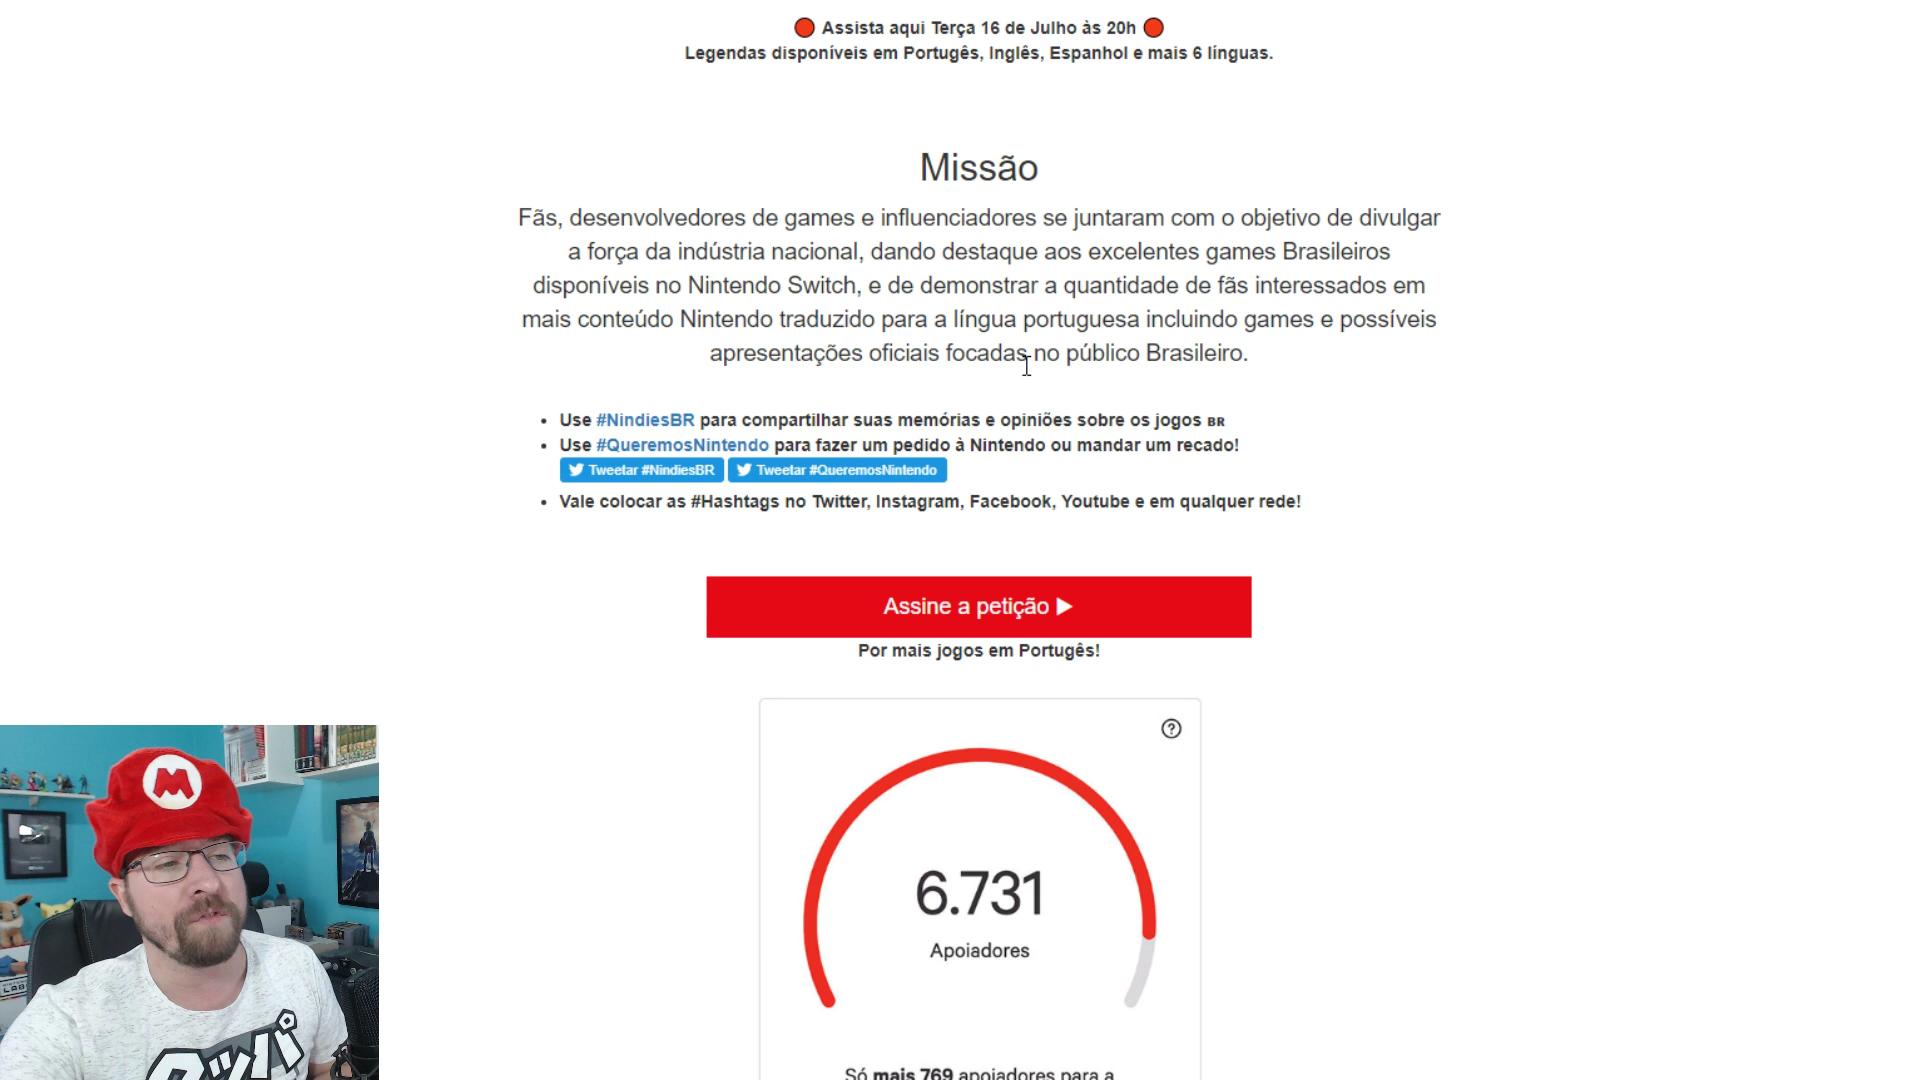 Assista aqui Terça 16 de Julho às 20h
Legendas disponíveis em Portugês, Inglês, Espanhol e mais 6 línguas.
Missão
Fãs, desenvolvedores de games e influenciadores se juntaram com o objetivo de divulgar
a força da indústria nacional, dando destaque aos excelentes games Brasileiros
disponíveis no Nintendo Switch, e de demonstrar a quantidade de fãs interessados em
mais conteúdo Nintendo traduzido para a língua portuguesa incluindo games e possíveis
apresentações oficiais focadas no público Brasileiro.
• Use #NindiesBR para compartilhar suas memórias e opiniões sobre os jogos BR
• Use #QueremosNintendo para fazer um pedido à Nintendo ou mandar um recado!
Tweetar #NindiesBR Tweetar #QueremosNintendo
• Vale colocar as #Hashtags no Twitter, Instagram, Facebook, Youtube e em qualquer rede!
Assine a petição ▶
Por mais jogos em Portugês!
?
6.731
Apoiadores
Só mais 769 apoiadores para a
M